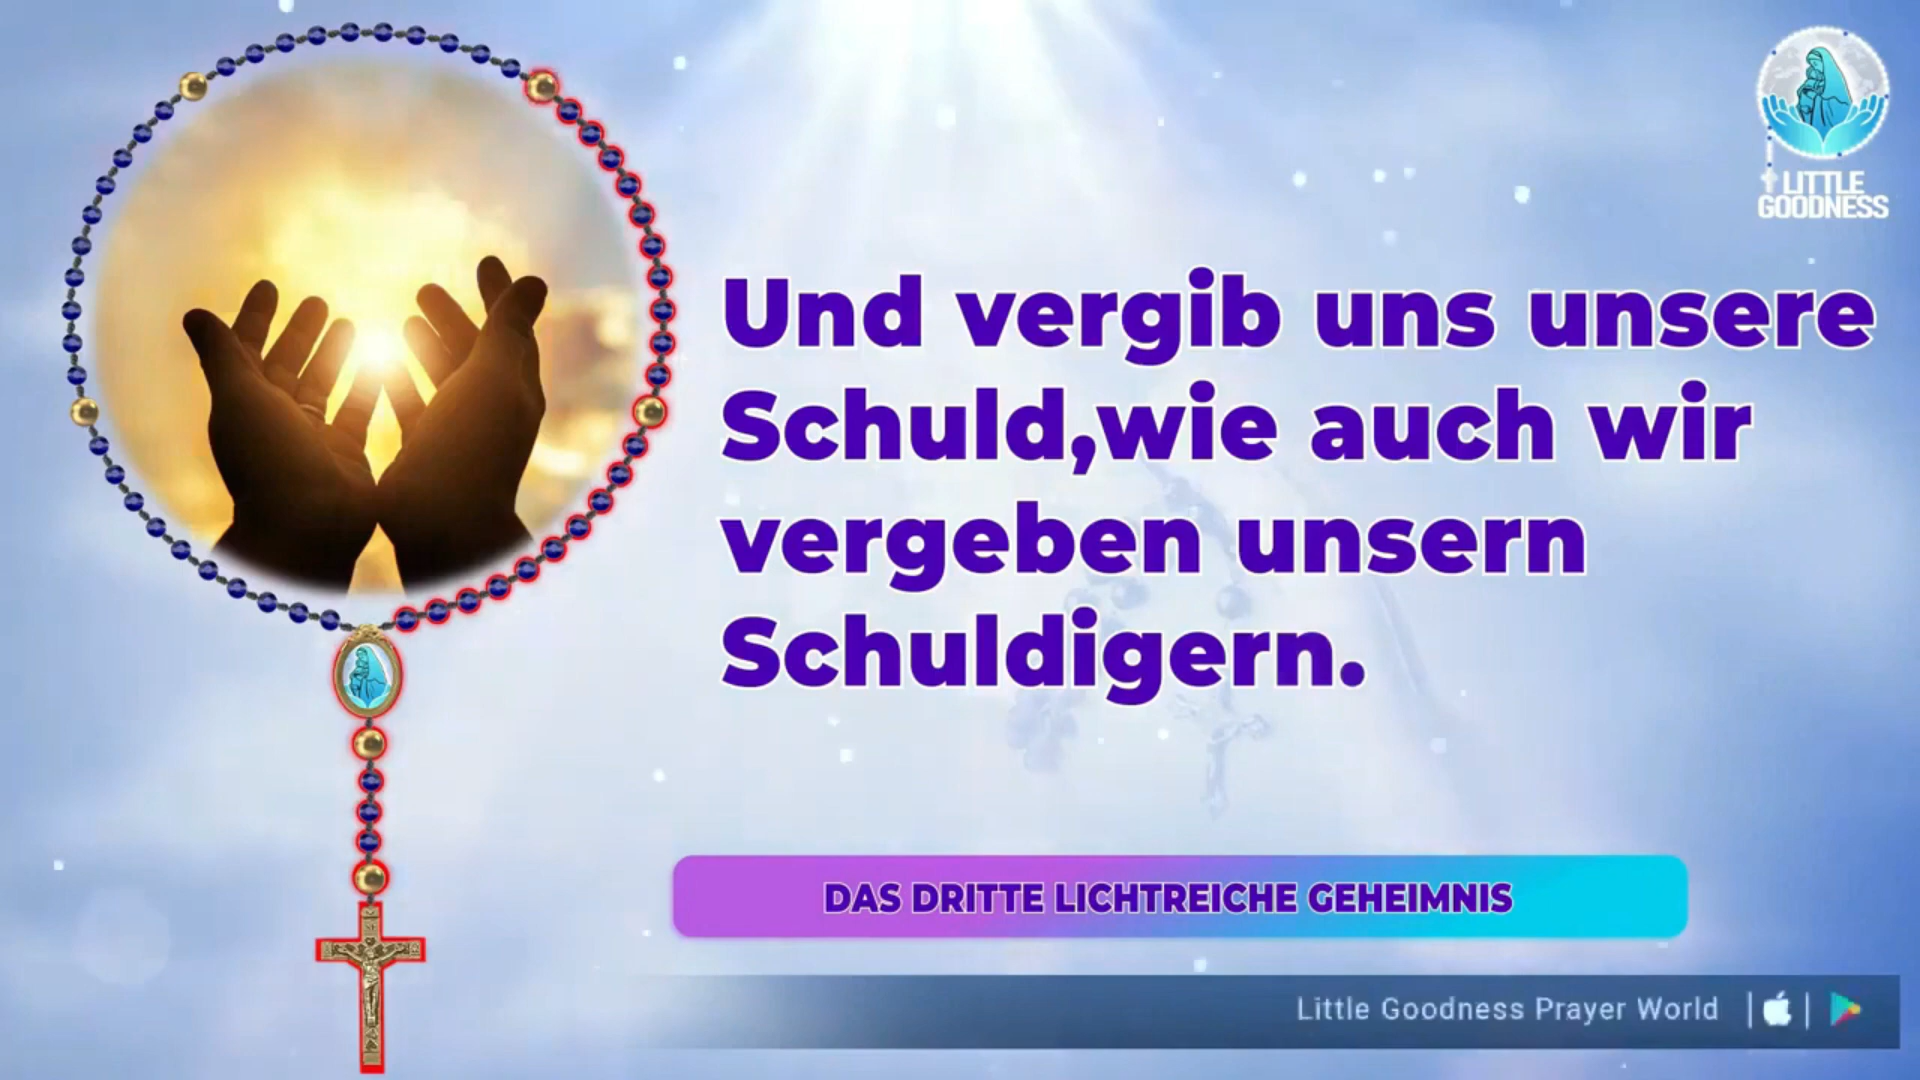 LITTLE
GOODNESS
Und vergib uns unsere
Schuld,wie auch wir
vergeben unsern
Schuldigern.
DAS DRITTE LICHTREICHE GEHEIMNIS
Little Goodness Prayer World